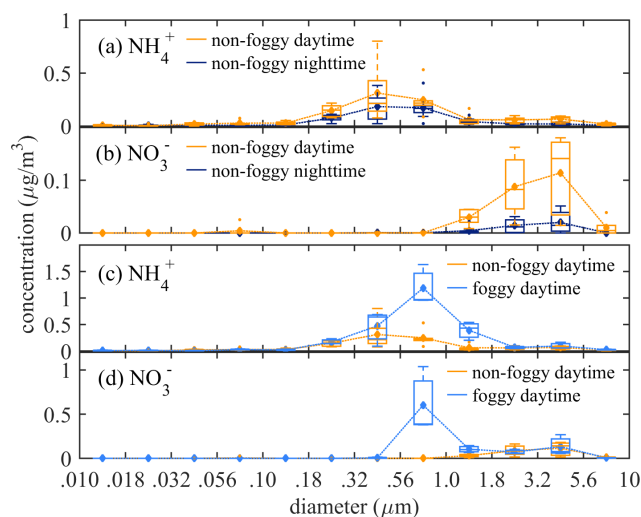 1
(a) NH₄⁺
non-foggy daytime
non-foggy nighttime
0.5
0
(b) NO₃⁻
non-foggy daytime
non-foggy nighttime
0.1
0
(c) NH₄⁺
non-foggy daytime
foggy daytime
1.5
1
0.5
0
(d) NO₃⁻
non-foggy daytime
foggy daytime
1
0.5
0
.010 .018 .032 .056 .10 .18 .32 .56 1.0 1.8 3.2 5.6 10
diameter (μm)
concentration (μg/m³)